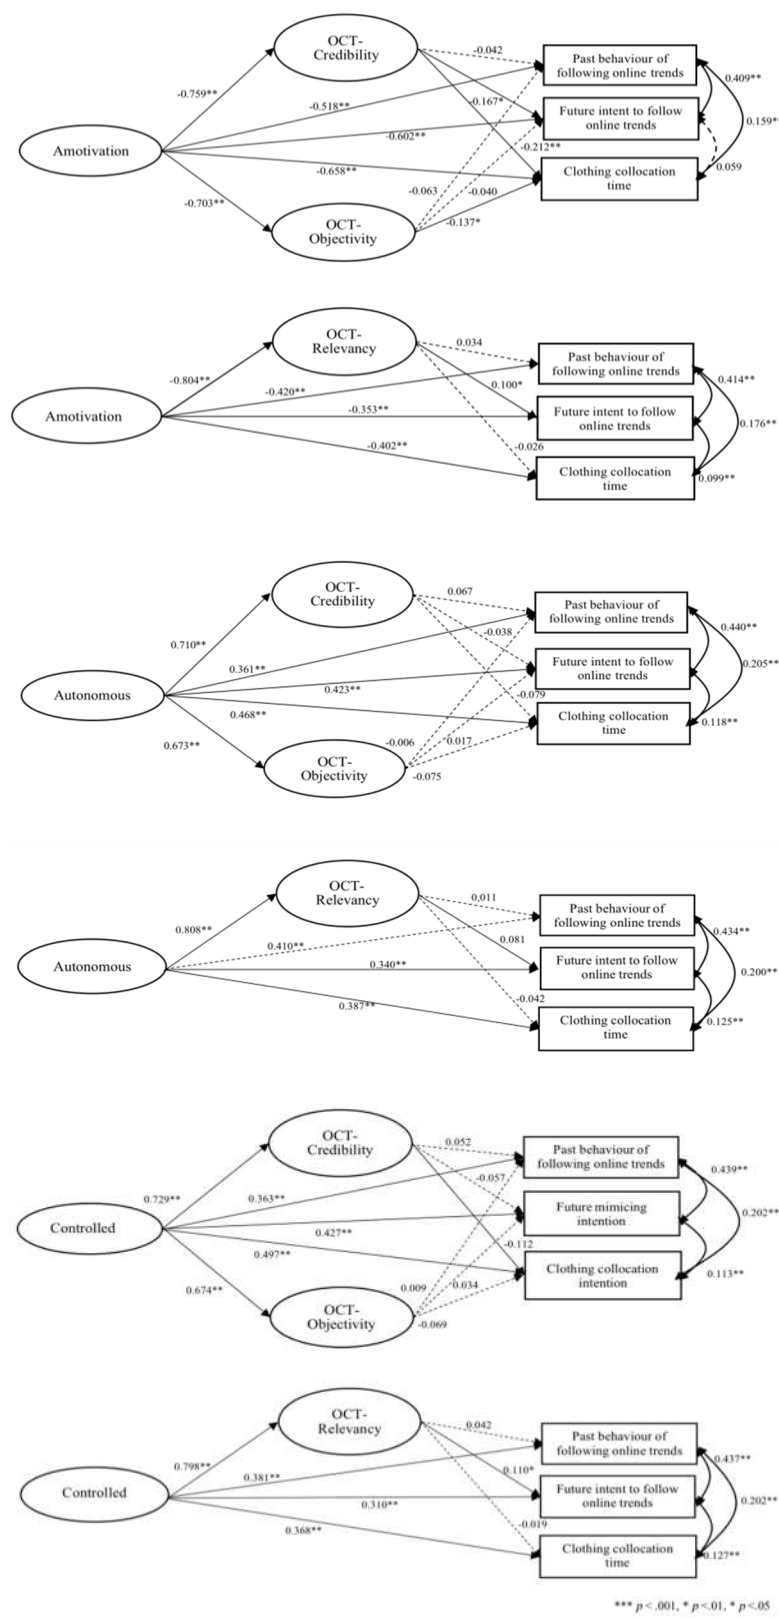 OCT-
Credibility
-0.042
Past behaviour of
following online trends
0.409**
-0.759**
-0.518**
-0.167*
Future intent to follow
online trends
0.159**
-0.602**
Amotivation
-0.212**
-0.658**
Clothing collocation
time
0.059
-0.703**
-0.063
-0.040
OCT-
Objectivity
-0.137*
OCT-
Relevancy
0.034
Past behaviour of
following online trends
-0.804**
-0.420**
0.100*
0.414**
Amotivation
-0.353**
Future intent to follow
online trends
0.176**
-0.402**
-0.026
Clothing collocation
time
0.099**
OCT-
Credibility
0.067
Past behaviour of
following online trends
0.710**
-0.038
0.440**
0.361**
Future intent to follow
online trends
0.205**
Autonomous
0.423**
-0.079
0.468**
Clothing collocation
time
0.118**
0.673**
-0.006
0.017
OCT-
Objectivity
-0.075
OCT-
Relevancy
0.011
Past behaviour of
following online trends
0.808**
0.410**
0.081
0.434**
Autonomous
0.340**
Future intent to follow
online trends
0.200**
0.387**
-0.042
Clothing collocation
time
0.125**
OCT-
Credibility
0.052
Past behaviour of
following online trends
0.729**
0.363**
-0.057
0.439**
Controlled
0.427**
Future mimicing
intention
0.202**
0.497**
-0.112
Clothing collocation
intention
0.113**
0.674**
0.009
-0.034
OCT-
Objectivity
-0.069
OCT-
Relevancy
0.042
Past behaviour of
following online trends
0.798**
0.381**
0.110*
0.437**
Controlled
0.310**
Future intent to follow
online trends
0.202**
0.368**
-0.019
Clothing collocation
time
0.127**
*** p < .001, * p <.01, * p <.05